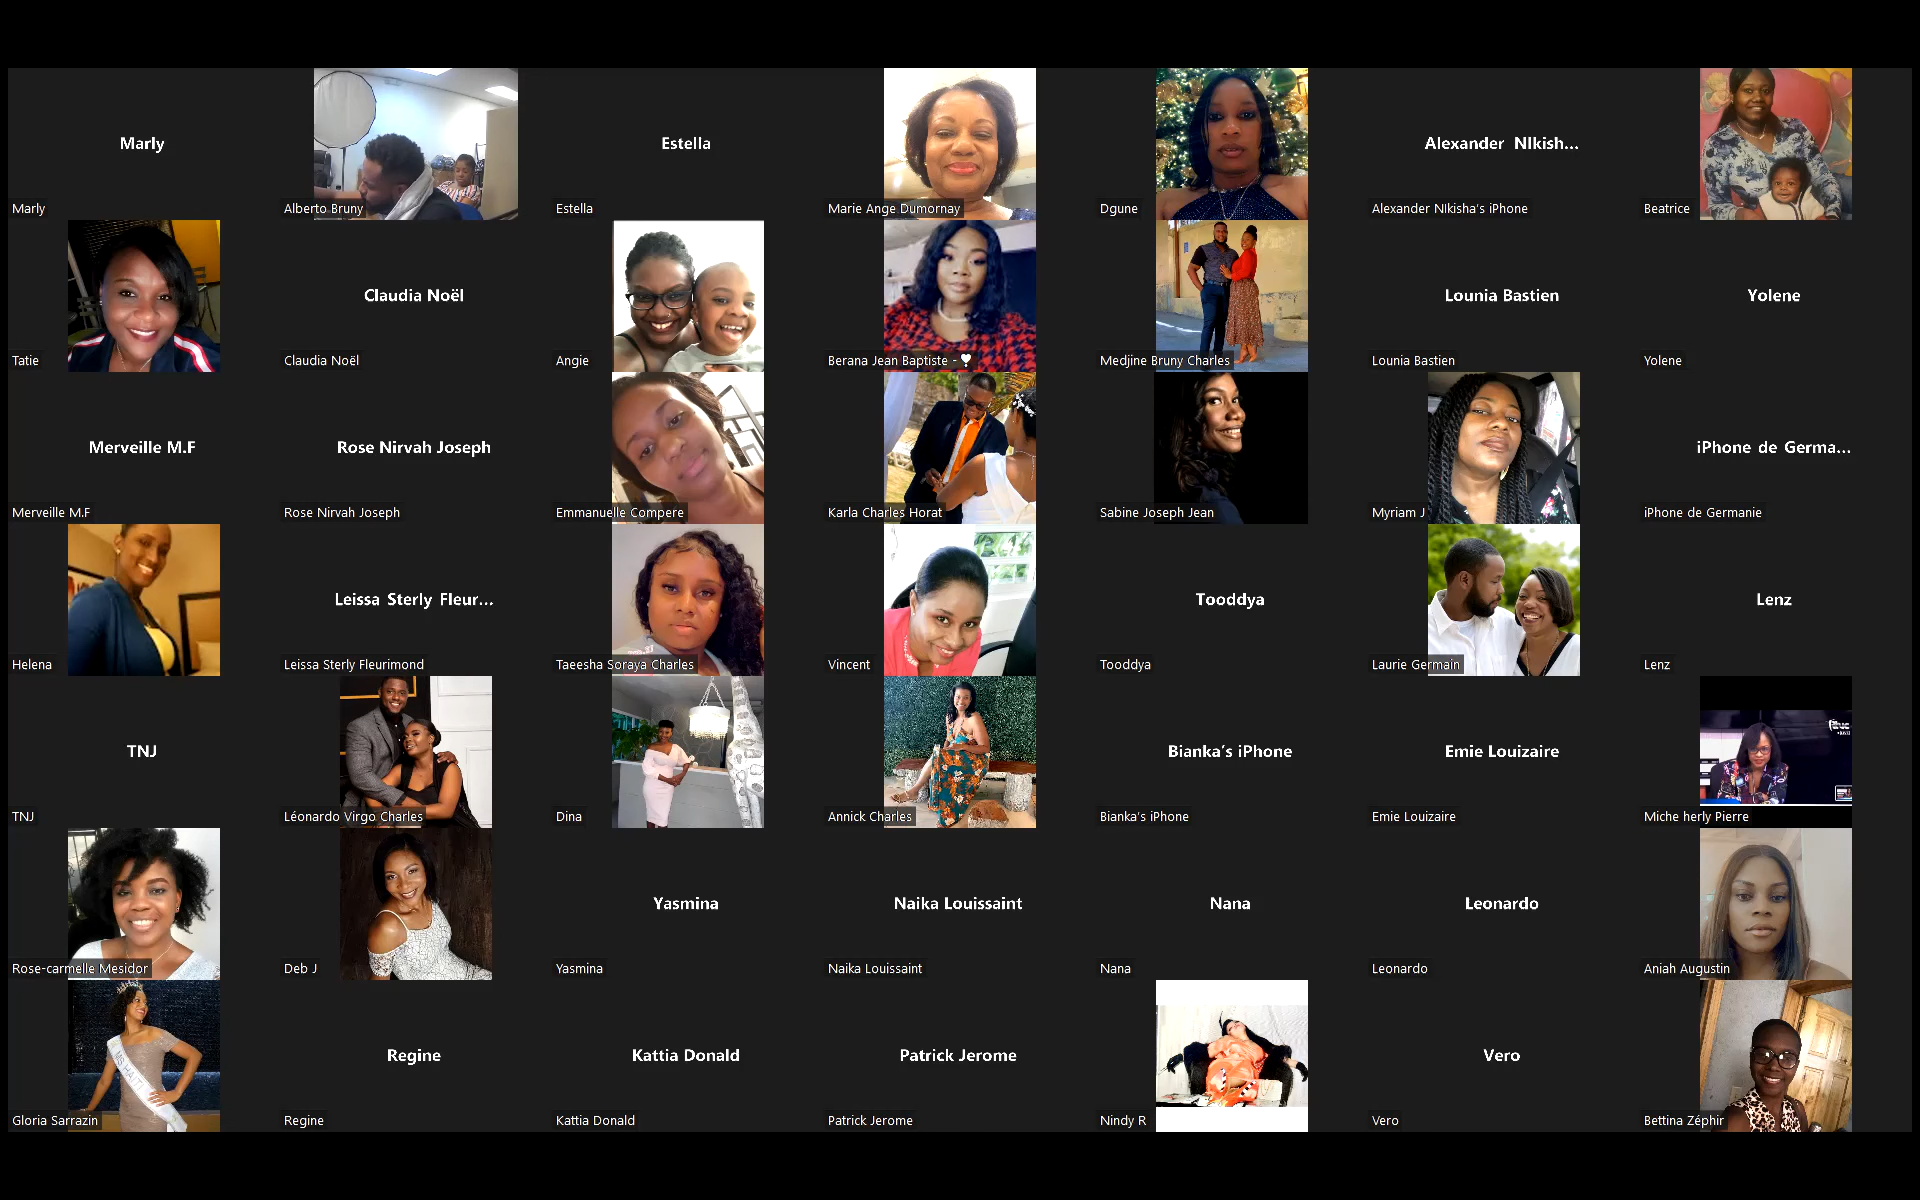 Marly
Marly
Alberto Bruny
Estella
Estella
Marie Ange Dumornay
Dgune
Alexander NIkish...
Alexander NIkisha's iPhone
Beatrice
Tatie
Claudia Noël
Claudia Noël
Angie
Berana Jean Baptiste - 🤍
Medjine Bruny Charles
Lounia Bastien
Lounia Bastien
Yolene
Yolene
Merveille M.F
Merveille M.F
Rose Nirvah Joseph
Rose Nirvah Joseph
Emmanuelle Compere
Karla Charles Horat
Sabine Joseph Jean
Myriam J
iPhone de Germa...
iPhone de Germanie
Helena
Leissa Sterly Fleur...
Leissa Sterly Fleurimond
Taeesha Soraya Charles
Vincent
Tooddya
Tooddya
Laurie Germain
Lenz
Lenz
TNJ
TNJ
Léonardo Virgo Charles
Dina
Annick Charles
Bianka's iPhone
Bianka's iPhone
Emie Louizaire
Emie Louizaire
Miche herly Pierre
Rose-carmelle Mesidor
Deb J
Yasmina
Yasmina
Naika Louissaint
Naika Louissaint
Nana
Nana
Leonardo
Leonardo
Aniah Augustin
MISS HAITI
Gloria Sarrazin
Regine
Regine
Kattia Donald
Kattia Donald
Patrick Jerome
Patrick Jerome
Nindy R
Vero
Vero
Bettina Zéphir